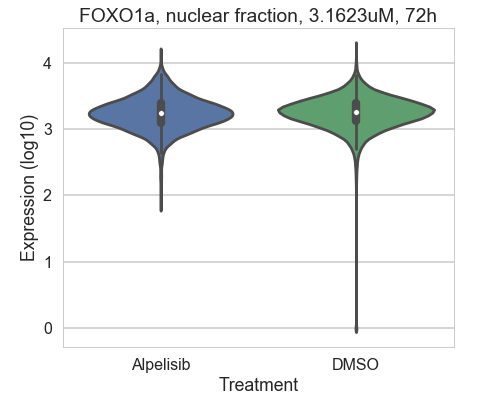 FOXO1a, nuclear fraction, 3.1623uM, 72h
4
3
2
1
0
Expression (log10)
Alpelisib DMSO
Treatment